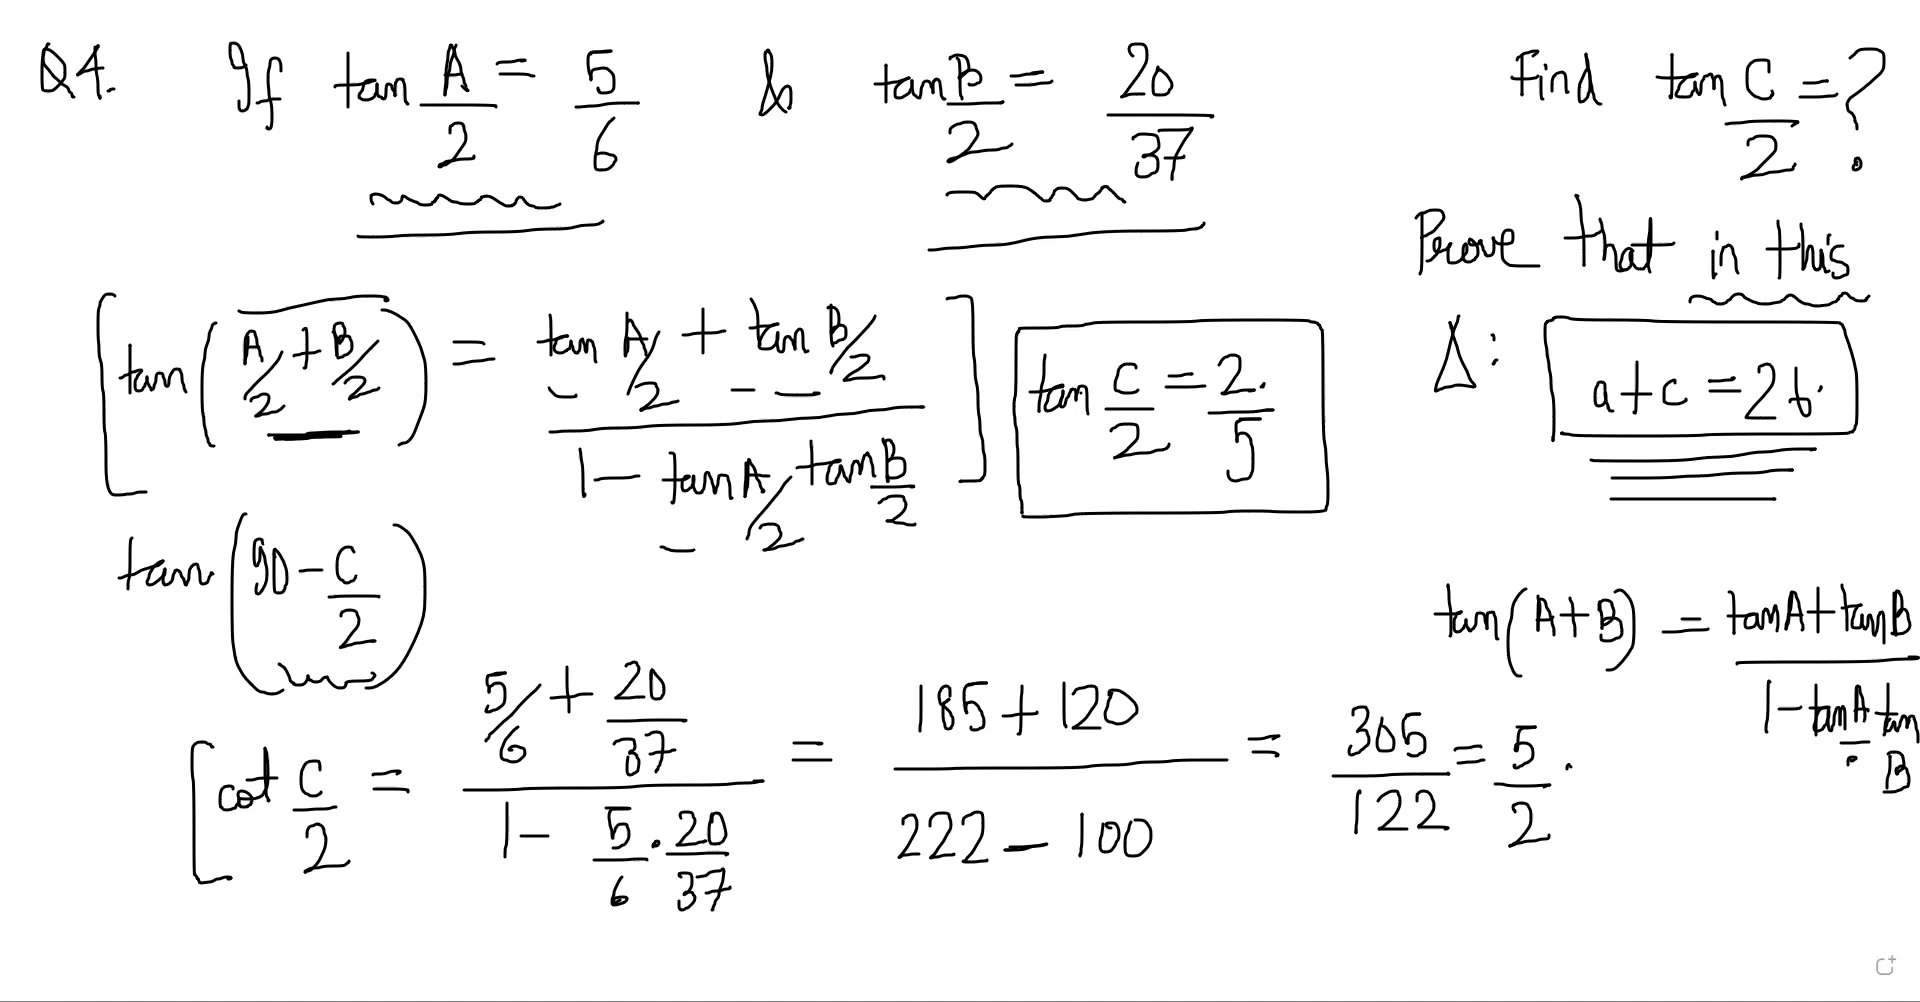 Q4. If tan A/2 = 5/6 & tan B/2 = 20/37 Find tan C/2 = ?
Prove that in this
Δ: a+c = 2b.
[tan(A/2 + B/2) = (tan A/2 + tan B/2)/(1 - tan A/2 tan B/2)] tan C/2 = 2/5.
tan(90 - C/2)
tan(A+B) = (tanA + tanB)/(1 - tanA tanB)
[cot C/2 = (5/6 + 20/37)/(1 - 5/6 . 20/37) = (185 + 120)/(222 - 100) = 305/122 = 5/2.